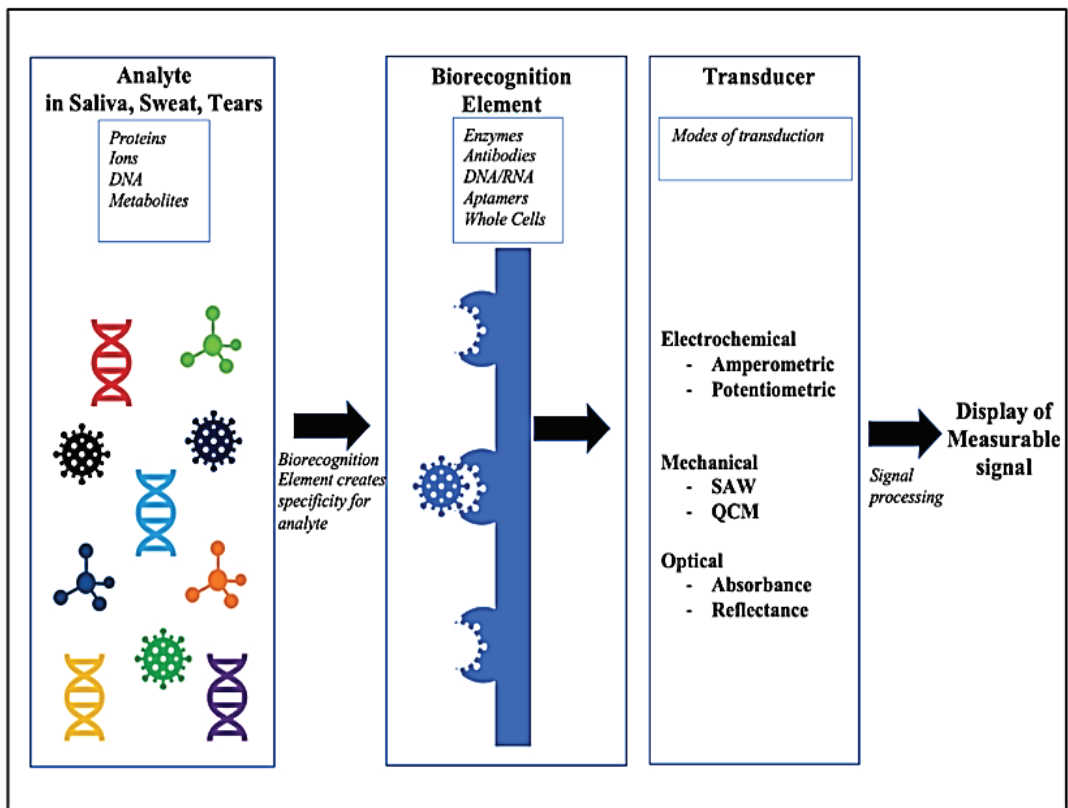 Analyte
in Saliva, Sweat, Tears
Proteins
Ions
DNA
Metabolites
Biorecognition
Element creates
specificity for
analyte
Biorecognition
Element
Enzymes
Antibodies
DNA/RNA
Aptamers
Whole Cells
Transducer
Modes of transduction
Electrochemical
- Amperometric
- Potentiometric
Mechanical
- SAW
- QCM
Optical
- Absorbance
- Reflectance
Signal
processing
Display of
Measurable
signal